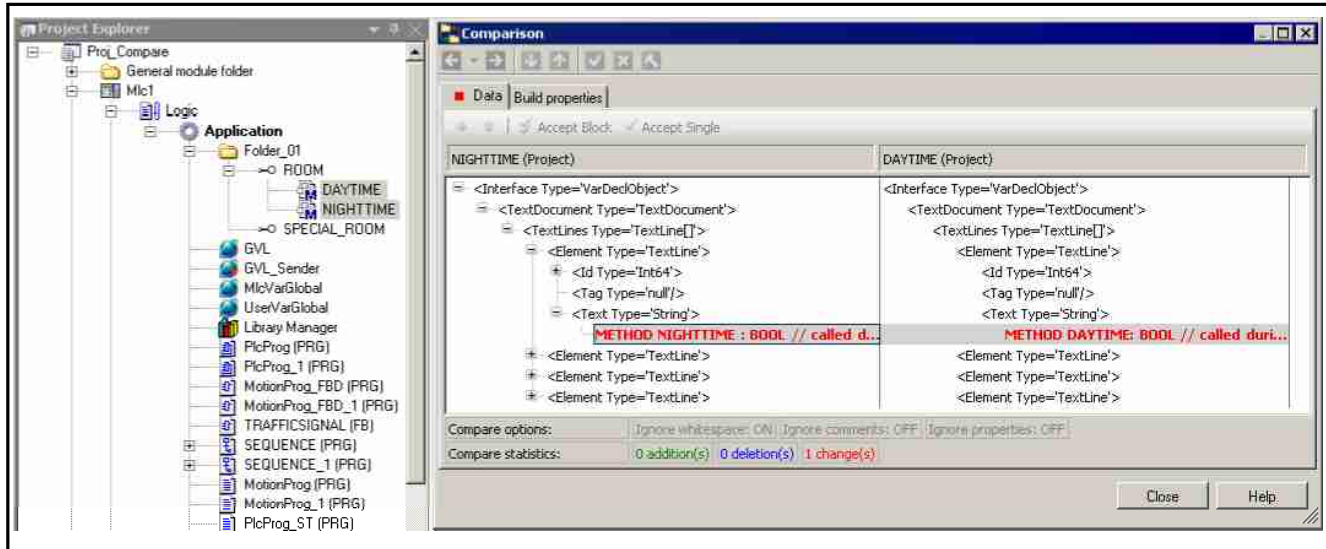 Project Explorer
Proj_Compare
General module folder
Mlc1
Logic
Application
Folder_01
ROOM
DAYTIME
NIGHTTIME
SPECIAL_ROOM
GVL
GVL_Sender
MlcVarGlobal
UserVarGlobal
Library Manager
PlcProg (PRG)
PlcProg_1 (PRG)
MotionProg_FBD (PRG)
MotionProg_FBD_1 (PRG)
TRAFFICSIGNAL (FB)
SEQUENCE (PRG)
SEQUENCE_1 (PRG)
MotionProg (PRG)
MotionProg_1 (PRG)
PlcProg_ST (PRG)
Comparison
Data Build properties
Accept Block Accept Single
NIGHTTIME (Project) DAYTIME (Project)
<Interface Type='VarDeclObject'> <Interface Type='VarDeclObject'>
<TextDocument Type='TextDocument'> <TextDocument Type='TextDocument'>
<TextLines Type='TextLine[]'> <TextLines Type='TextLine[]'>
<Element Type='TextLine'> <Element Type='TextLine'>
<Id Type='Int64'> <Id Type='Int64'>
<Tag Type='null'/> <Tag Type='null'/>
<Text Type='String'> <Text Type='String'>
METHOD NIGHTTIME : BOOL // called d... METHOD DAYTIME: BOOL // called duri...
<Element Type='TextLine'> <Element Type='TextLine'>
<Element Type='TextLine'> <Element Type='TextLine'>
<Element Type='TextLine'> <Element Type='TextLine'>
Compare options: Ignore whitespace: ON Ignore comments: OFF Ignore properties: OFF
Compare statistics: 0 addition(s) 0 deletion(s) 1 change(s)
Close Help